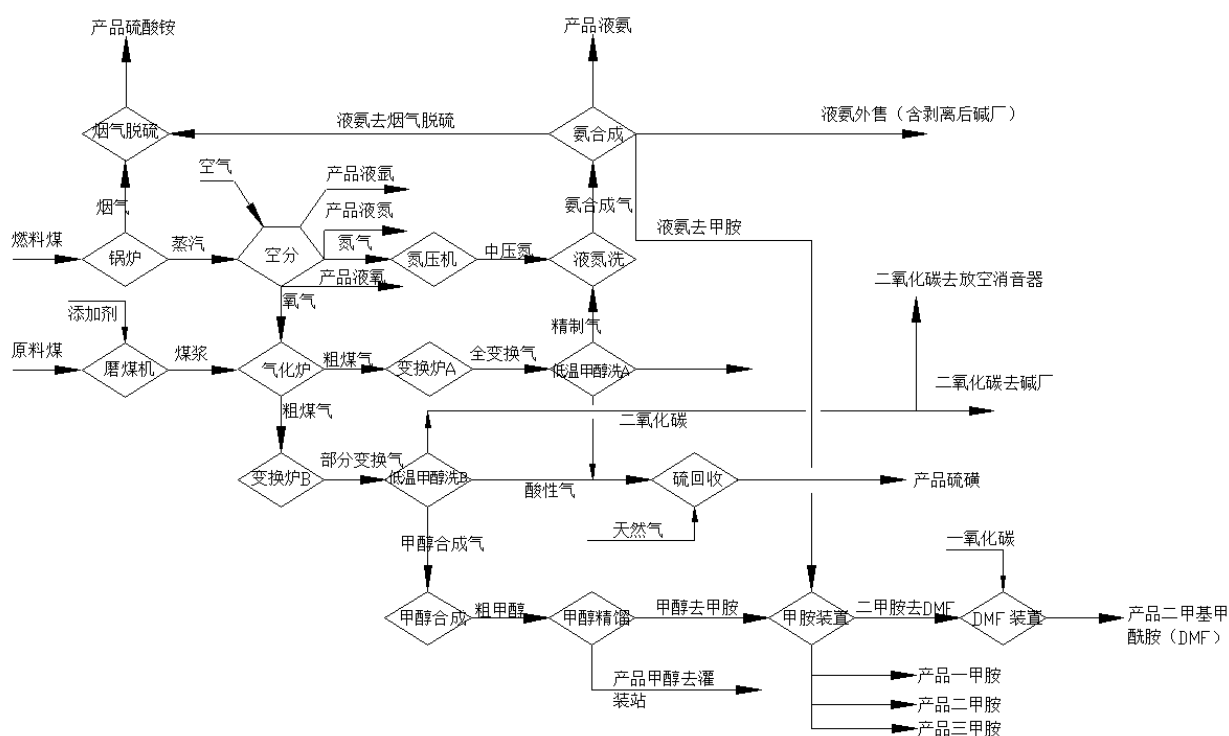 产品硫酸铵
产品液氨
烟气脱硫
液氨去烟气脱硫
氨合成
液氨外售（含剥离后碱厂）
空气
产品液氩
烟气
产品液氮
氨合成气
液氨去甲胺
燃料煤
锅炉
蒸汽
空分
氮气
氮压机
中压氮
液氮洗
产品液氧
二氧化碳去放空消音器
添加剂
氧气
精制气
原料煤
磨煤机
煤浆
气化炉
粗煤气
变换炉A
全变换气
低温甲醇洗A
二氧化碳去碱厂
粗煤气
二氧化碳
变换炉B
部分变换气
低温甲醇洗B
酸性气
硫回收
产品硫磺
天然气
甲醇合成气
一氧化碳
甲醇合成
粗甲醇
甲醇精馏
甲醇去甲胺
甲胺装置
二甲胺去DMF
DMF 装置
产品二甲基甲
酰胺（DMF）
产品甲醇去灌
装站
产品一甲胺
产品二甲胺
产品三甲胺